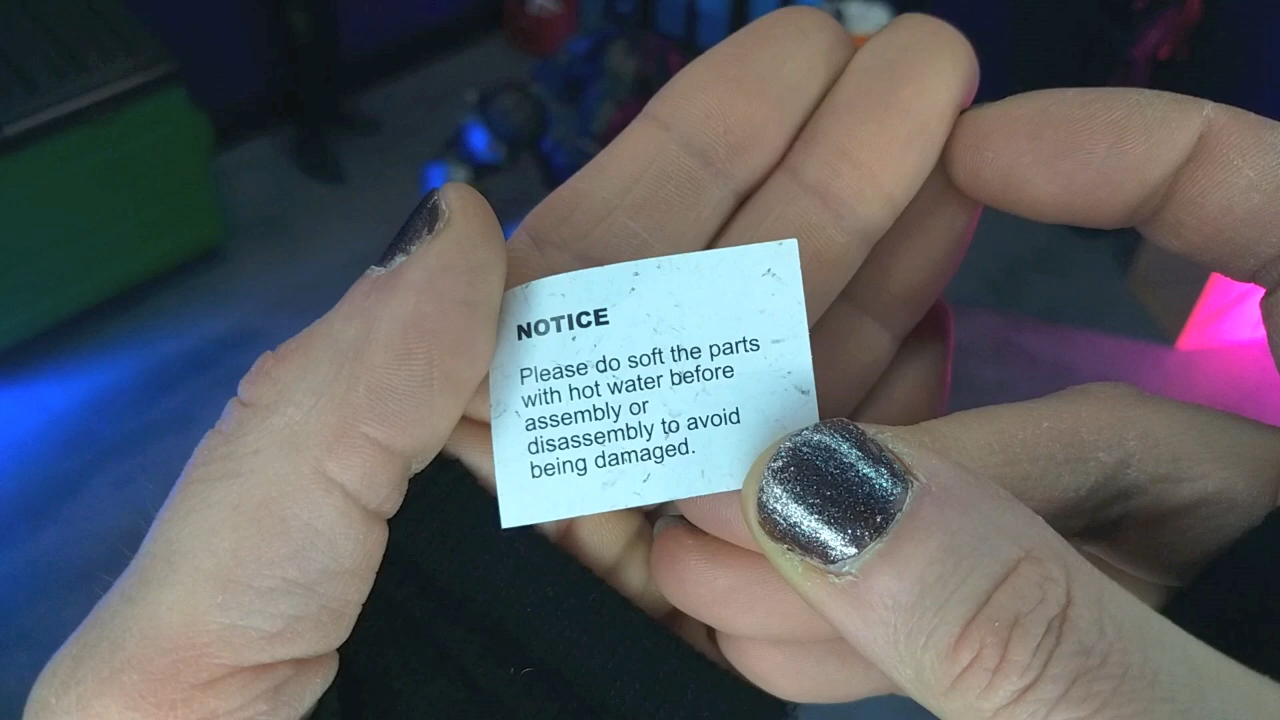 NOTICE
Please do soft the parts
with hot water before
assembly or
disassembly to avoid
being damaged.